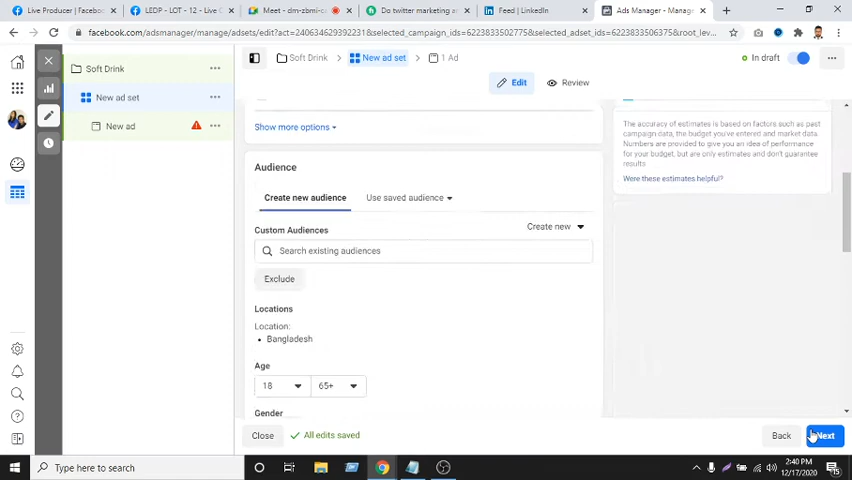 Live Producer | Facebook
LEDP - LOT - 12 - Live C
Meet - dm-zbmi-c
Do twitter marketing a
Feed | LinkedIn
Ads Manager - Manage
facebook.com/adsmanager/manage/adsets/edit?act=240634629392231&selected_campaign_ids=6223833502775&selected_adset_ids=6223833506375&root_lev...
Soft Drink
New ad set
New ad
Soft Drink
New ad set
1 Ad
In draft
Edit
Review
Show more options
The accuracy of estimates is based on factors such as past
campaign data, the budget you've entered and market data.
Numbers are provided to give you an idea of performance
for your budget, but are only estimates and don't guarantee
results
Were these estimates helpful?
Audience
Create new audience
Use saved audience
Custom Audiences
Create new
Search existing audiences
Exclude
Locations
Location:
• Bangladesh
Age
18
65+
Gender
Close
All edits saved
Back
Next
Type here to search
2:40 PM
12/17/2020